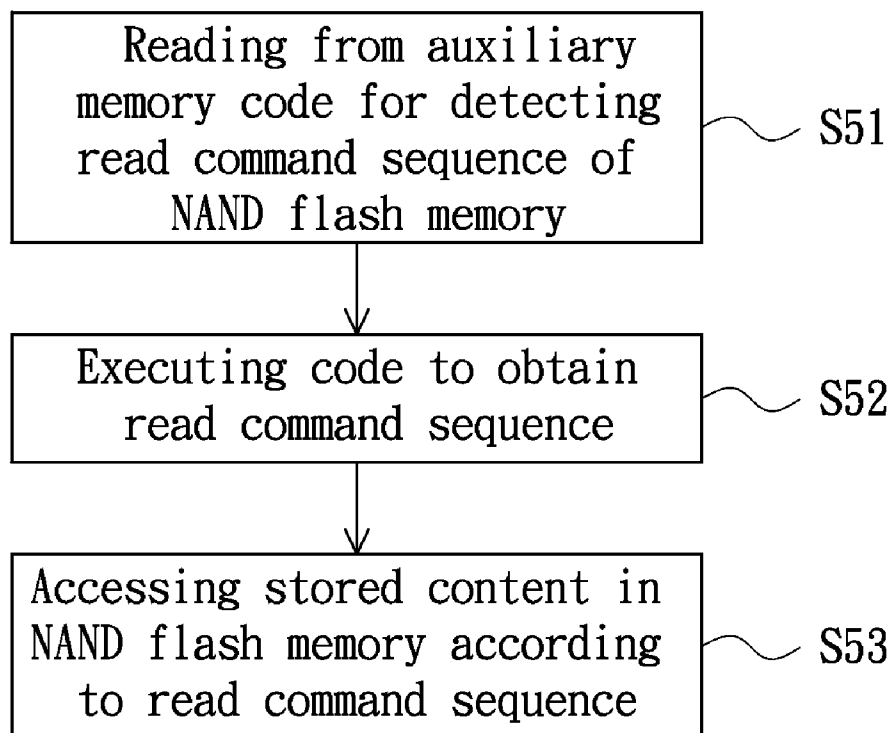 Reading from auxiliary
memory code for detecting
read command sequence of
NAND flash memory
S51
Executing code to obtain
read command sequence
S52
Accessing stored content in
NAND flash memory according
to read command sequence
S53